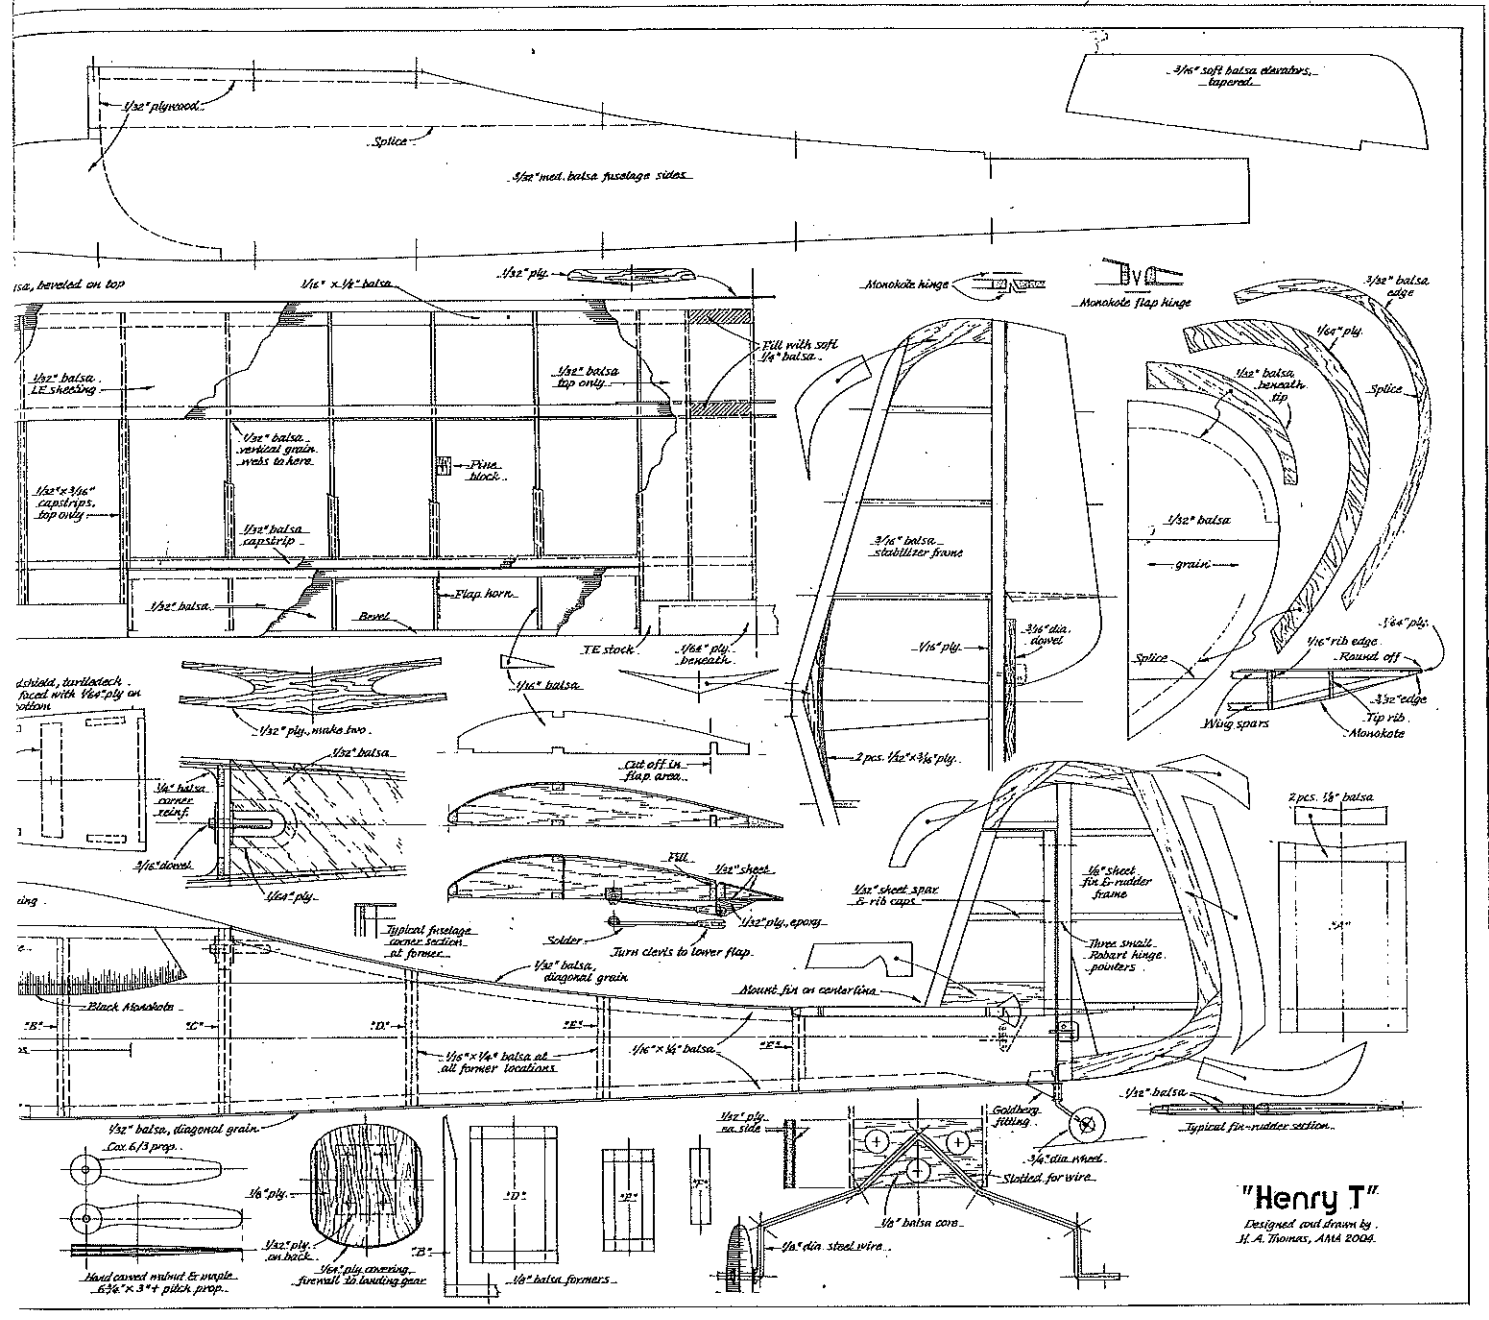 3/16" soft balsa elevators,
tapered.
1/32" plywood
Splice
3/32" med. balsa fuselage sides
1/32" ply.
sa, beveled on top
1/16" x 1/8" balsa
Monokote hinge
Monokote flap hinge
3/32" balsa
edge
1/64" ply.
Fill with soft
1/4" balsa.
1/32" balsa
LE sheeting
1/32" balsa
top only
1/32" balsa
beneath
tip
Splice
1/32" balsa
vertical grain
webs to here
Pine
block
1/32" x 3/16"
capstrips,
top only
1/32" balsa
capstrip
3/16" balsa
stabilizer frame
1/32" balsa
grain
1/32" balsa
Bevel
Flap horn
TE stock
1/64" ply
beneath
1/16" ply.
3/16" dia.
dowel
Splice
1/16" rib edge
1/64" ply.
Round off
3/32" edge
Wing spars
Tip rib
Monokote
dshield, turtledeck
faced with 1/64" ply on
bottom
1/16" balsa
1/32" ply, make two
1/32" balsa
Cut off in
flap area
2 pcs. 1/32" x 3/16" ply.
1/4" balsa
corner
reinf.
3/16" dowel
1/64" ply
2 pcs. 1/8" balsa
Fill
1/32" sheet
1/32" ply, epoxy
Solder
Turn clevis to lower flap.
1/32" sheet spar
& rib caps
1/8" sheet
fin & rudder
frame
"A"
ing.
Typical fuselage
corner section
at former
Three small
Robart hinge
pointers
1/32" balsa,
diagonal grain
Mount fin on centerline
Black Monokote
"B"
"C"
"D"
"E"
"F"
1/16" x 1/4" balsa at
all former locations
1/16" x 1/4" balsa
1/32" balsa, diagonal grain
Cox 6/3 prop.
1/32" ply
ea. side
Goldberg
fitting
3/4" dia wheel
1/32" balsa
Typical fin-rudder section
1/8" ply.
1/32" ply.
on back
1/64" ply covering,
firewall to landing gear
"B"
"D"
"E"
"F"
1/8" balsa formers
Slotted for wire
1/8" balsa core
1/8" dia. steel wire
Hand carved walnut & maple
6 3/4" x 3"+ pitch prop.
"Henry T"
Designed and drawn by
H. A. Thomas, AMA 2004